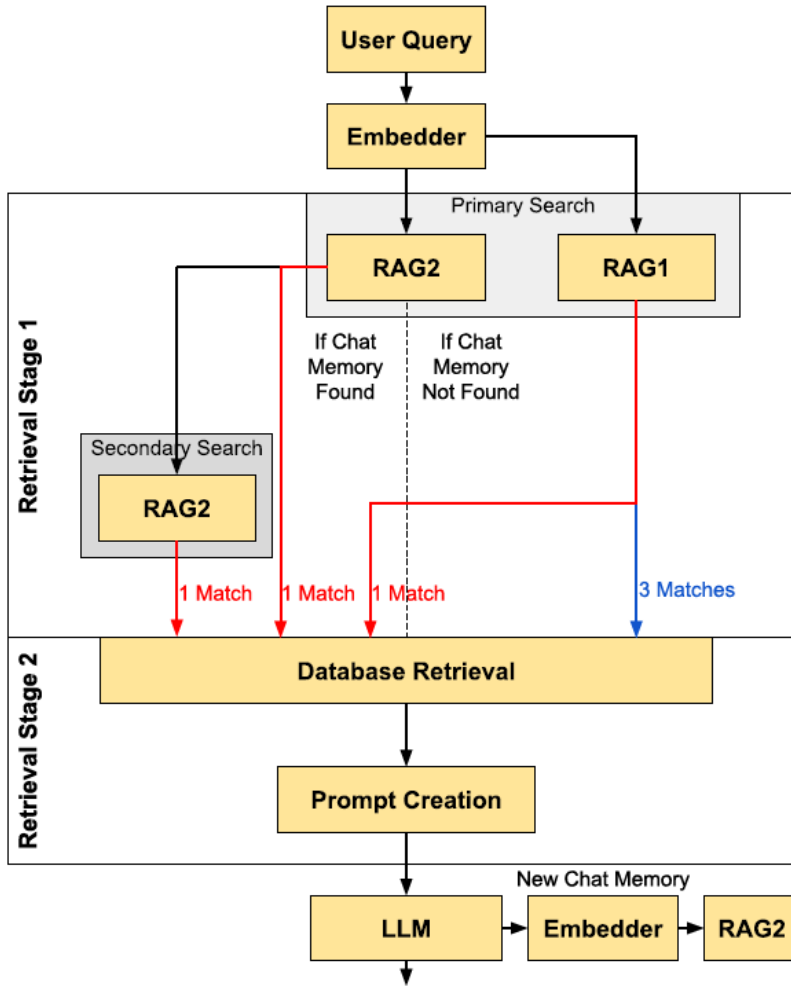 User Query
Embedder
Primary Search
RAG2
RAG1
Retrieval Stage 1
If Chat
Memory
Found
If Chat
Memory
Not Found
Secondary Search
RAG2
1 Match
1 Match
1 Match
3 Matches
Retrieval Stage 2
Database Retrieval
Prompt Creation
New Chat Memory
LLM
Embedder
RAG2